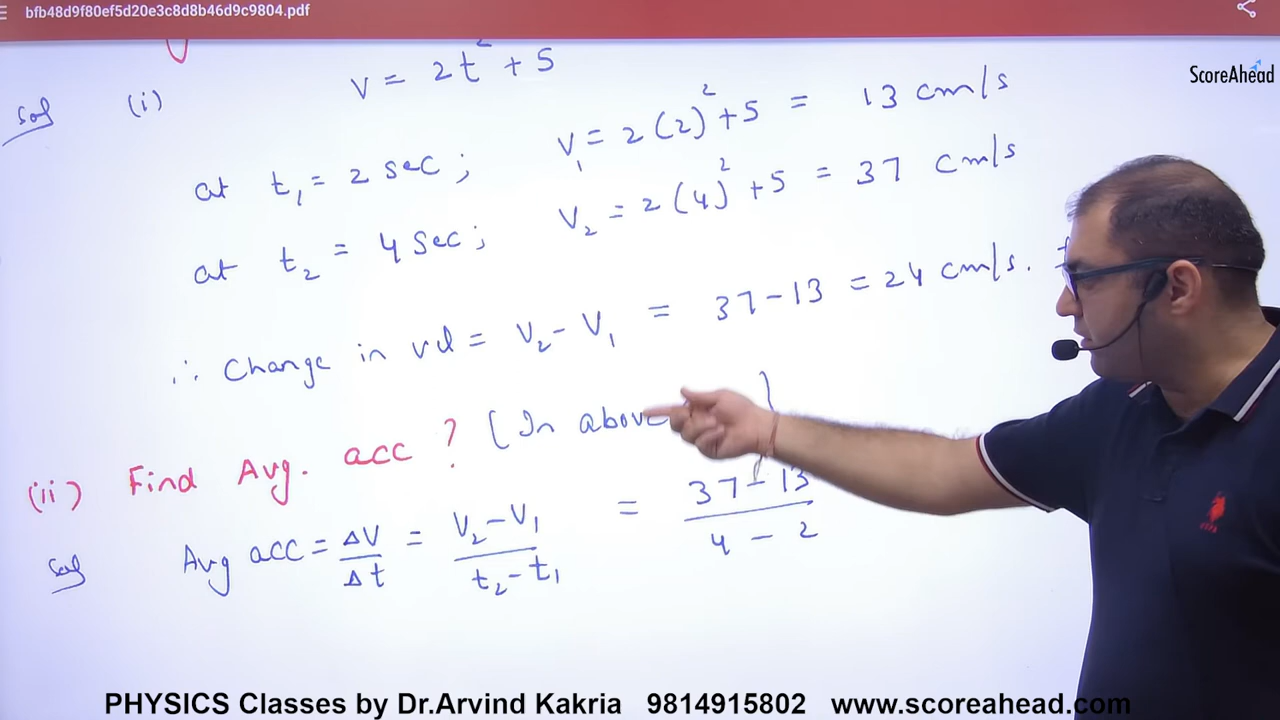 bfb48d9f80ef5d20e3c8d8b46d9c9804.pdf
ScoreAhead
Sol (i) V = 2t² + 5
at t₁ = 2 sec ; V₁ = 2(2)² + 5 = 13 cm/s
at t₂ = 4 sec ; V₂ = 2(4)² + 5 = 37 cm/s
∴ Change in vel = V₂ - V₁ = 37 - 13 = 24 cm/s.
(ii) Find Avg. acc ? (In above )
Sol Avg acc = ΔV/Δt = V₂ - V₁/t₂ - t₁ = 37 - 13/4 - 2
PHYSICS Classes by Dr.Arvind Kakria 9814915802 www.scoreahead.com